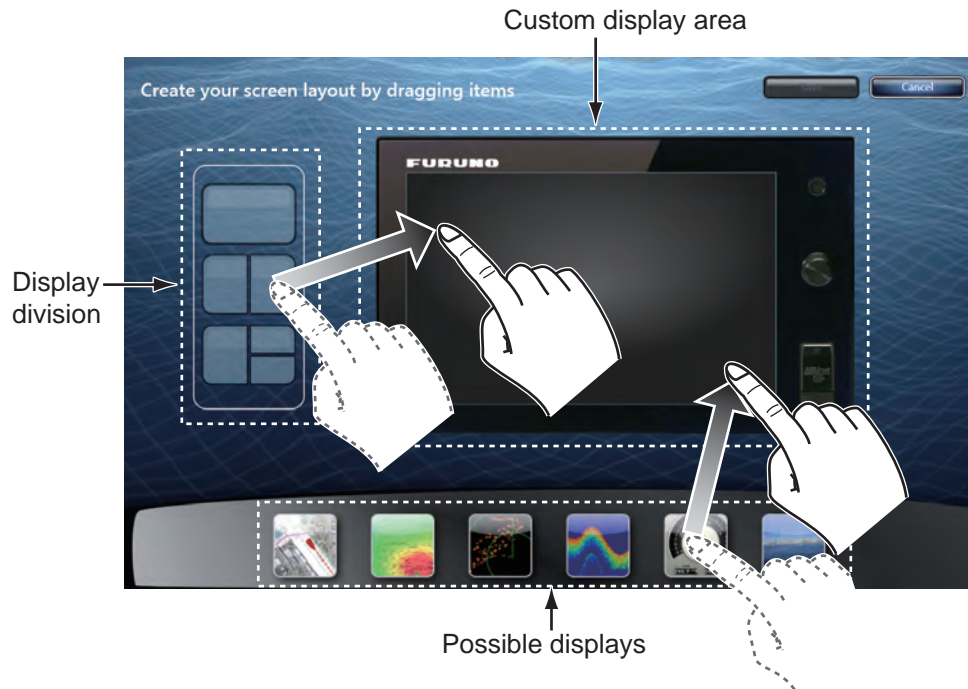 Custom display area
Create your screen layout by dragging items
Cancel
FURUNO
Display
division
Possible displays